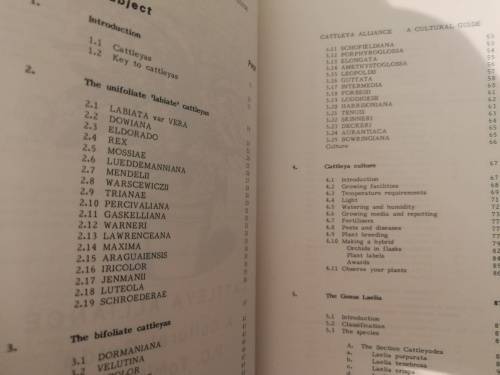 1.
bject
Introduction
1.1 Cattleyas
1.2 Key to cattleyas
2.
The unifoliate 'labiate' cattleyas
2.1 LABIATA var VERA
2.2 DOWIANA
2.3 ELDORADO
2.4 REX
2.5 MOSSIAE
2.6 LUEDDEMANNIANA
2.7 MENDELII
2.8 WARSCEWICZII
2.9 TRIANAE
2.10 PERCIVALIANA
2.11 GASKELLIANA
2.12 WARNERI
2.13 LAWRENCEANA
2.14 MAXIMA
2.15 ARAGUAIENSIS
2.16 IRICOLOR
2.17 JENMANII
2.18 LUTEOLA
2.19 SCHROEDERAE
3.
The bifoliate cattleyas
3.1 DORMANIANA
3.2 VELUTINA
COLOR
CATTLEYA ALLIANCE A CULTURAL GUIDE
3.11 SCHOFIELDIANA
3.12 PORPHYROGLOSSA
3.13 ELONGATA
3.14 AMETHYSTOGLOSSA
3.15 LEOPOLDII
3.16 GUTTATA
3.17 INTERMEDIA
3.18 FORBESII
3.19 LODDIGESII
3.20 HARRISONIANA
3.21 TENUIS
3.22 SKINNERI
3.23 DECKERI
3.24 AURANTIACA
3.25 BOWRINGIANA
Culture 66
4. Cattleya culture 67
4.1 Introduction 67
4.2 Growing facilities 68
4.3 Temperature requirements
4.4 Light 71
4.5 Watering and humidity 72
4.6 Growing media and repotting
4.7 Fertilisers
4.8 Pests and diseases
4.9 Plant breeding
4.10 Making a hybrid
Orchids in flasks
Plant labels
Awards
4.11 Observe your plants
5. The Genus Laelia
5.1 Introduction
5.2 Classification
5.3 The species
A. The Section Cattleyodes
a. Laelia purpurata
b. Laelia tenebrosa